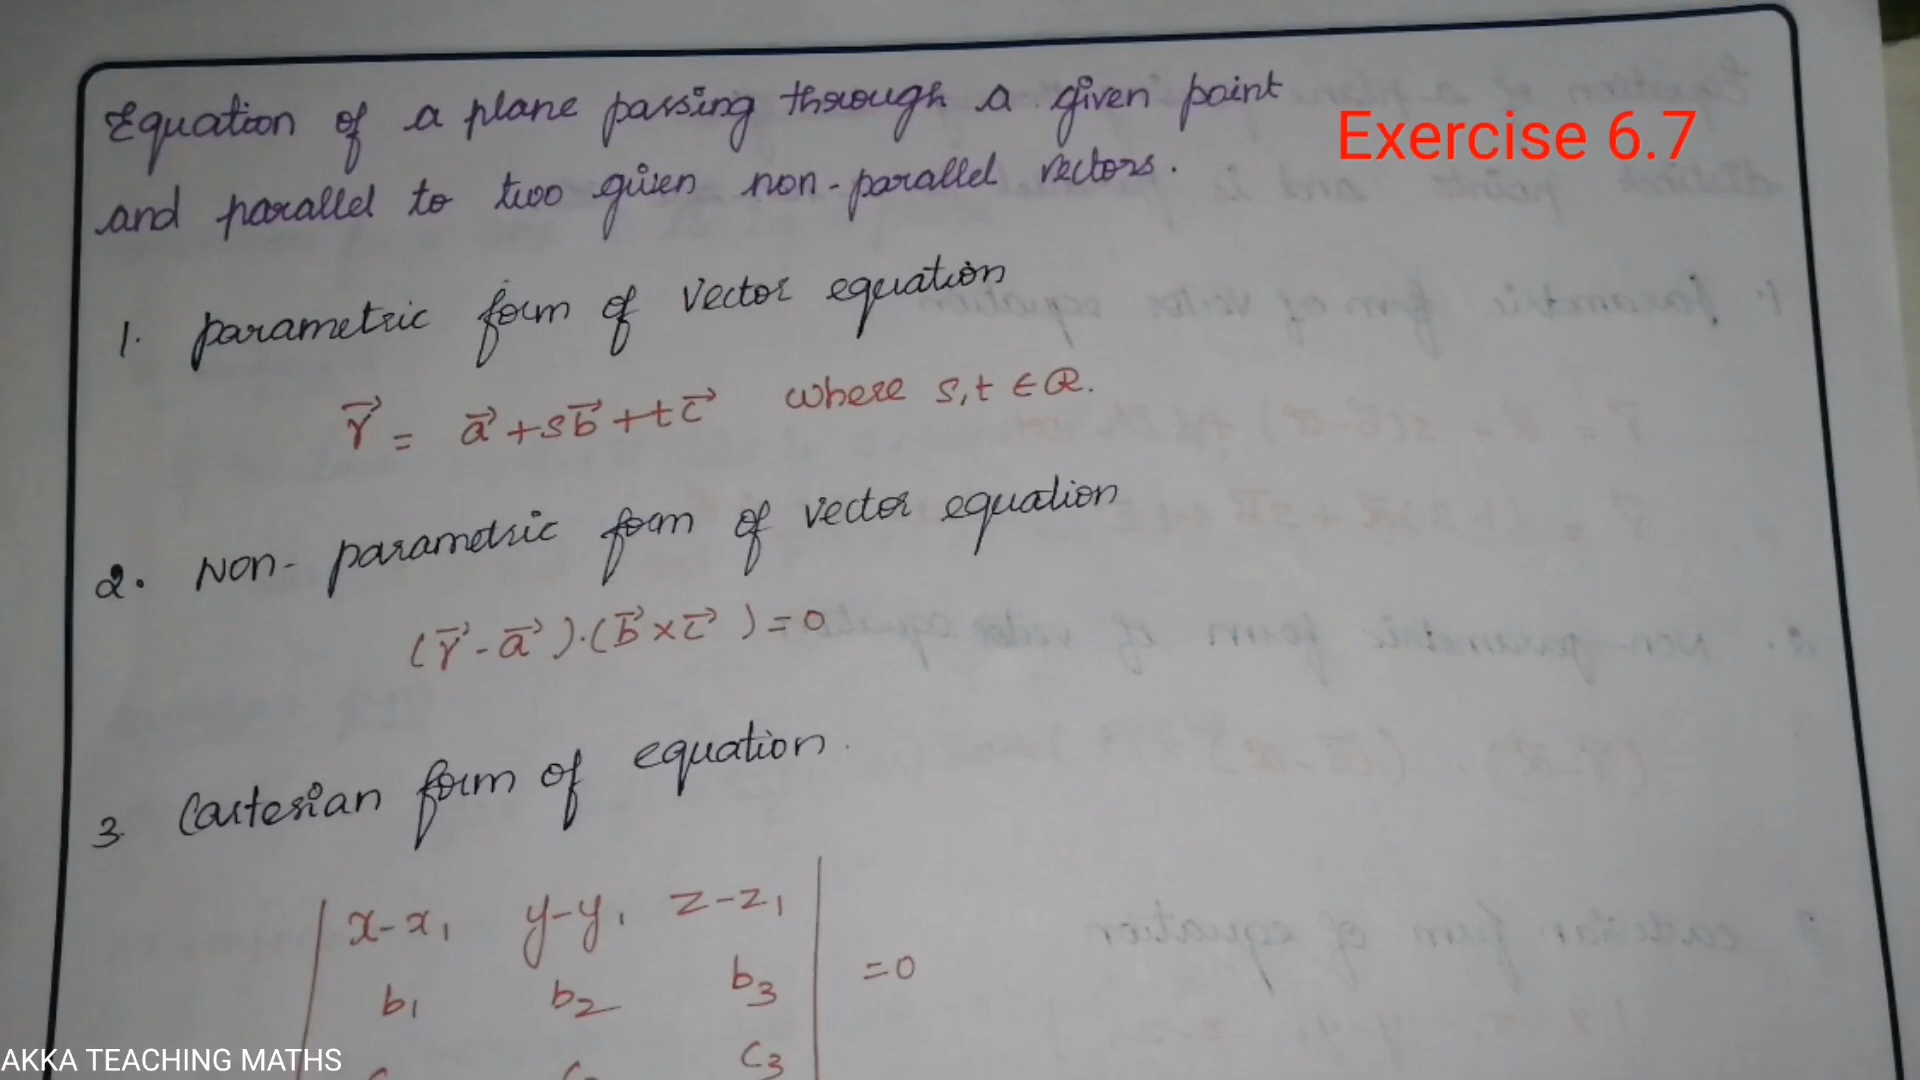 Equation of a plane passing through a given point
Exercise 6.7
and parallel to two given non-parallel vectors.
1. parametric form of vector equation
r⃗ = a⃗ + sb⃗ + tc⃗ where s,t ∈ R.
2. Non-parametric form of vector equation
(r⃗ - a⃗).(b⃗ × c⃗) = 0
3. Cartesian form of equation.
| x-x₁ y-y₁ z-z₁ |
b₁ b₂ b₃ = 0
c₃
AKKA TEACHING MATHS